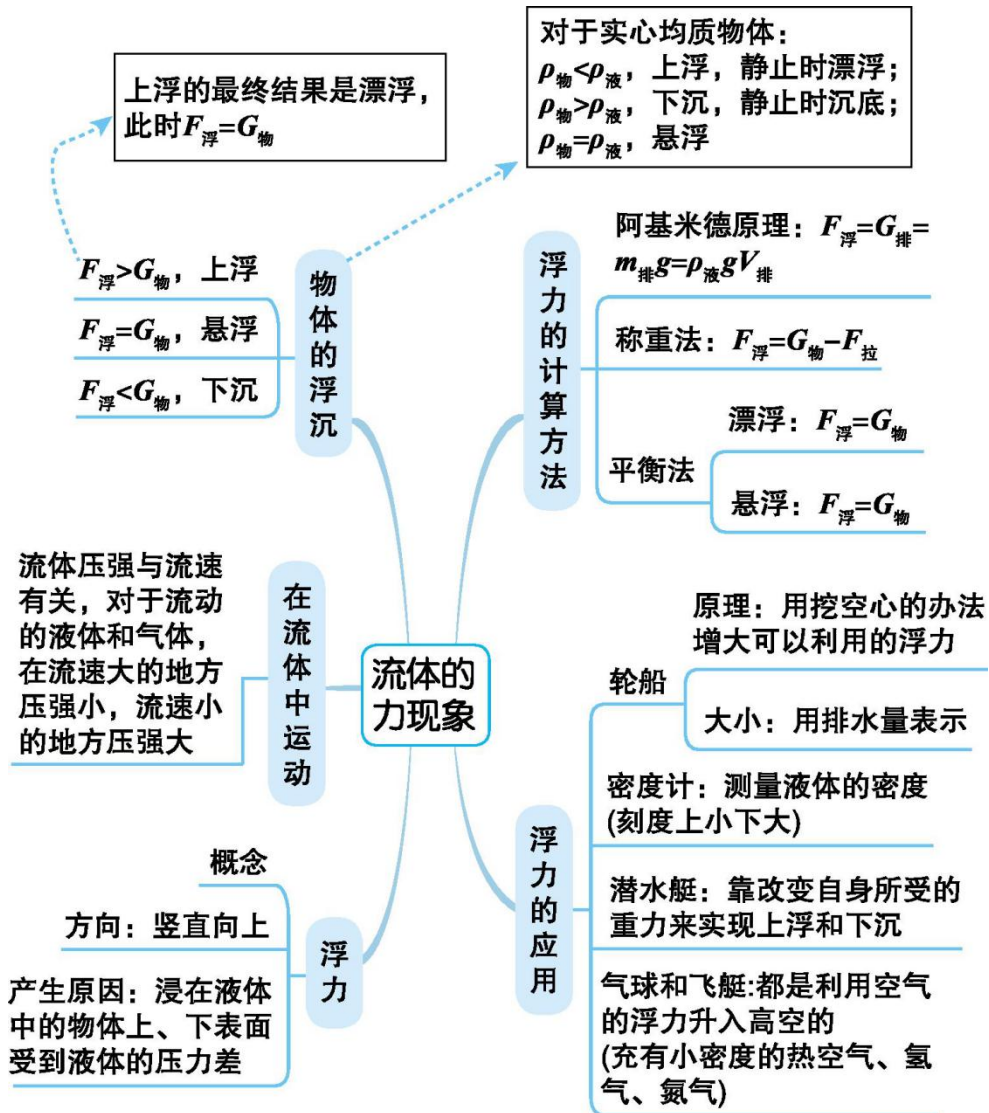 上浮的最终结果是漂浮，
此时F浮=G物
对于实心均质物体：
ρ物<ρ液，上浮，静止时漂浮；
ρ物>ρ液，下沉，静止时沉底；
ρ物=ρ液，悬浮
F浮>G物，上浮
F浮=G物，悬浮
F浮<G物，下沉
物体的浮沉
浮力的计算方法
阿基米德原理：F浮=G排=
m排g=ρ液gV排
称重法：F浮=G物−F拉
平衡法
漂浮：F浮=G物
悬浮：F浮=G物
流体压强与流速
有关，对于流动
的液体和气体，
在流速大的地方
压强小，流速小
的地方压强大
在流体中运动
流体的
力现象
概念
方向：竖直向上
产生原因：浸在液体
中的物体上、下表面
受到液体的压力差
浮力
浮力的应用
轮船
原理：用挖空心的办法
增大可以利用的浮力
大小：用排水量表示
密度计：测量液体的密度
(刻度上小下大)
潜水艇：靠改变自身所受的
重力来实现上浮和下沉
气球和飞艇:都是利用空气
的浮力升入高空的
(充有小密度的热空气、氢
气、氮气)